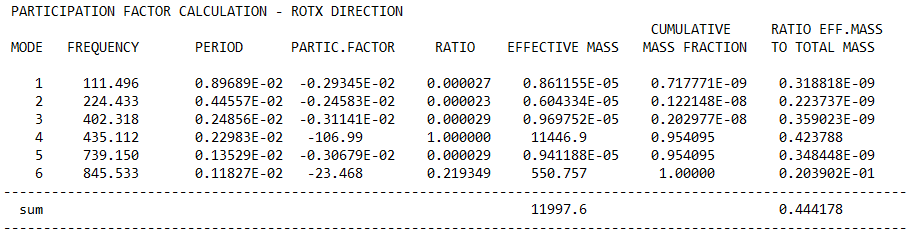 PARTICIPATION FACTOR CALCULATION - ROTX DIRECTION
CUMULATIVE RATIO EFF.MASS
MODE FREQUENCY PERIOD PARTIC.FACTOR RATIO EFFECTIVE MASS MASS FRACTION TO TOTAL MASS
1 111.496 0.89689E-02 -0.29345E-02 0.000027 0.861155E-05 0.717771E-09 0.318818E-09
2 224.433 0.44557E-02 -0.24583E-02 0.000023 0.604334E-05 0.122148E-08 0.223737E-09
3 402.318 0.24856E-02 -0.31141E-02 0.000029 0.969752E-05 0.202977E-08 0.359023E-09
4 435.112 0.22983E-02 -106.99 1.000000 11446.9 0.954095 0.423788
5 739.150 0.13529E-02 -0.30679E-02 0.000029 0.941188E-05 0.954095 0.348448E-09
6 845.533 0.11827E-02 -23.468 0.219349 550.757 1.00000 0.203902E-01
sum 11997.6 0.444178